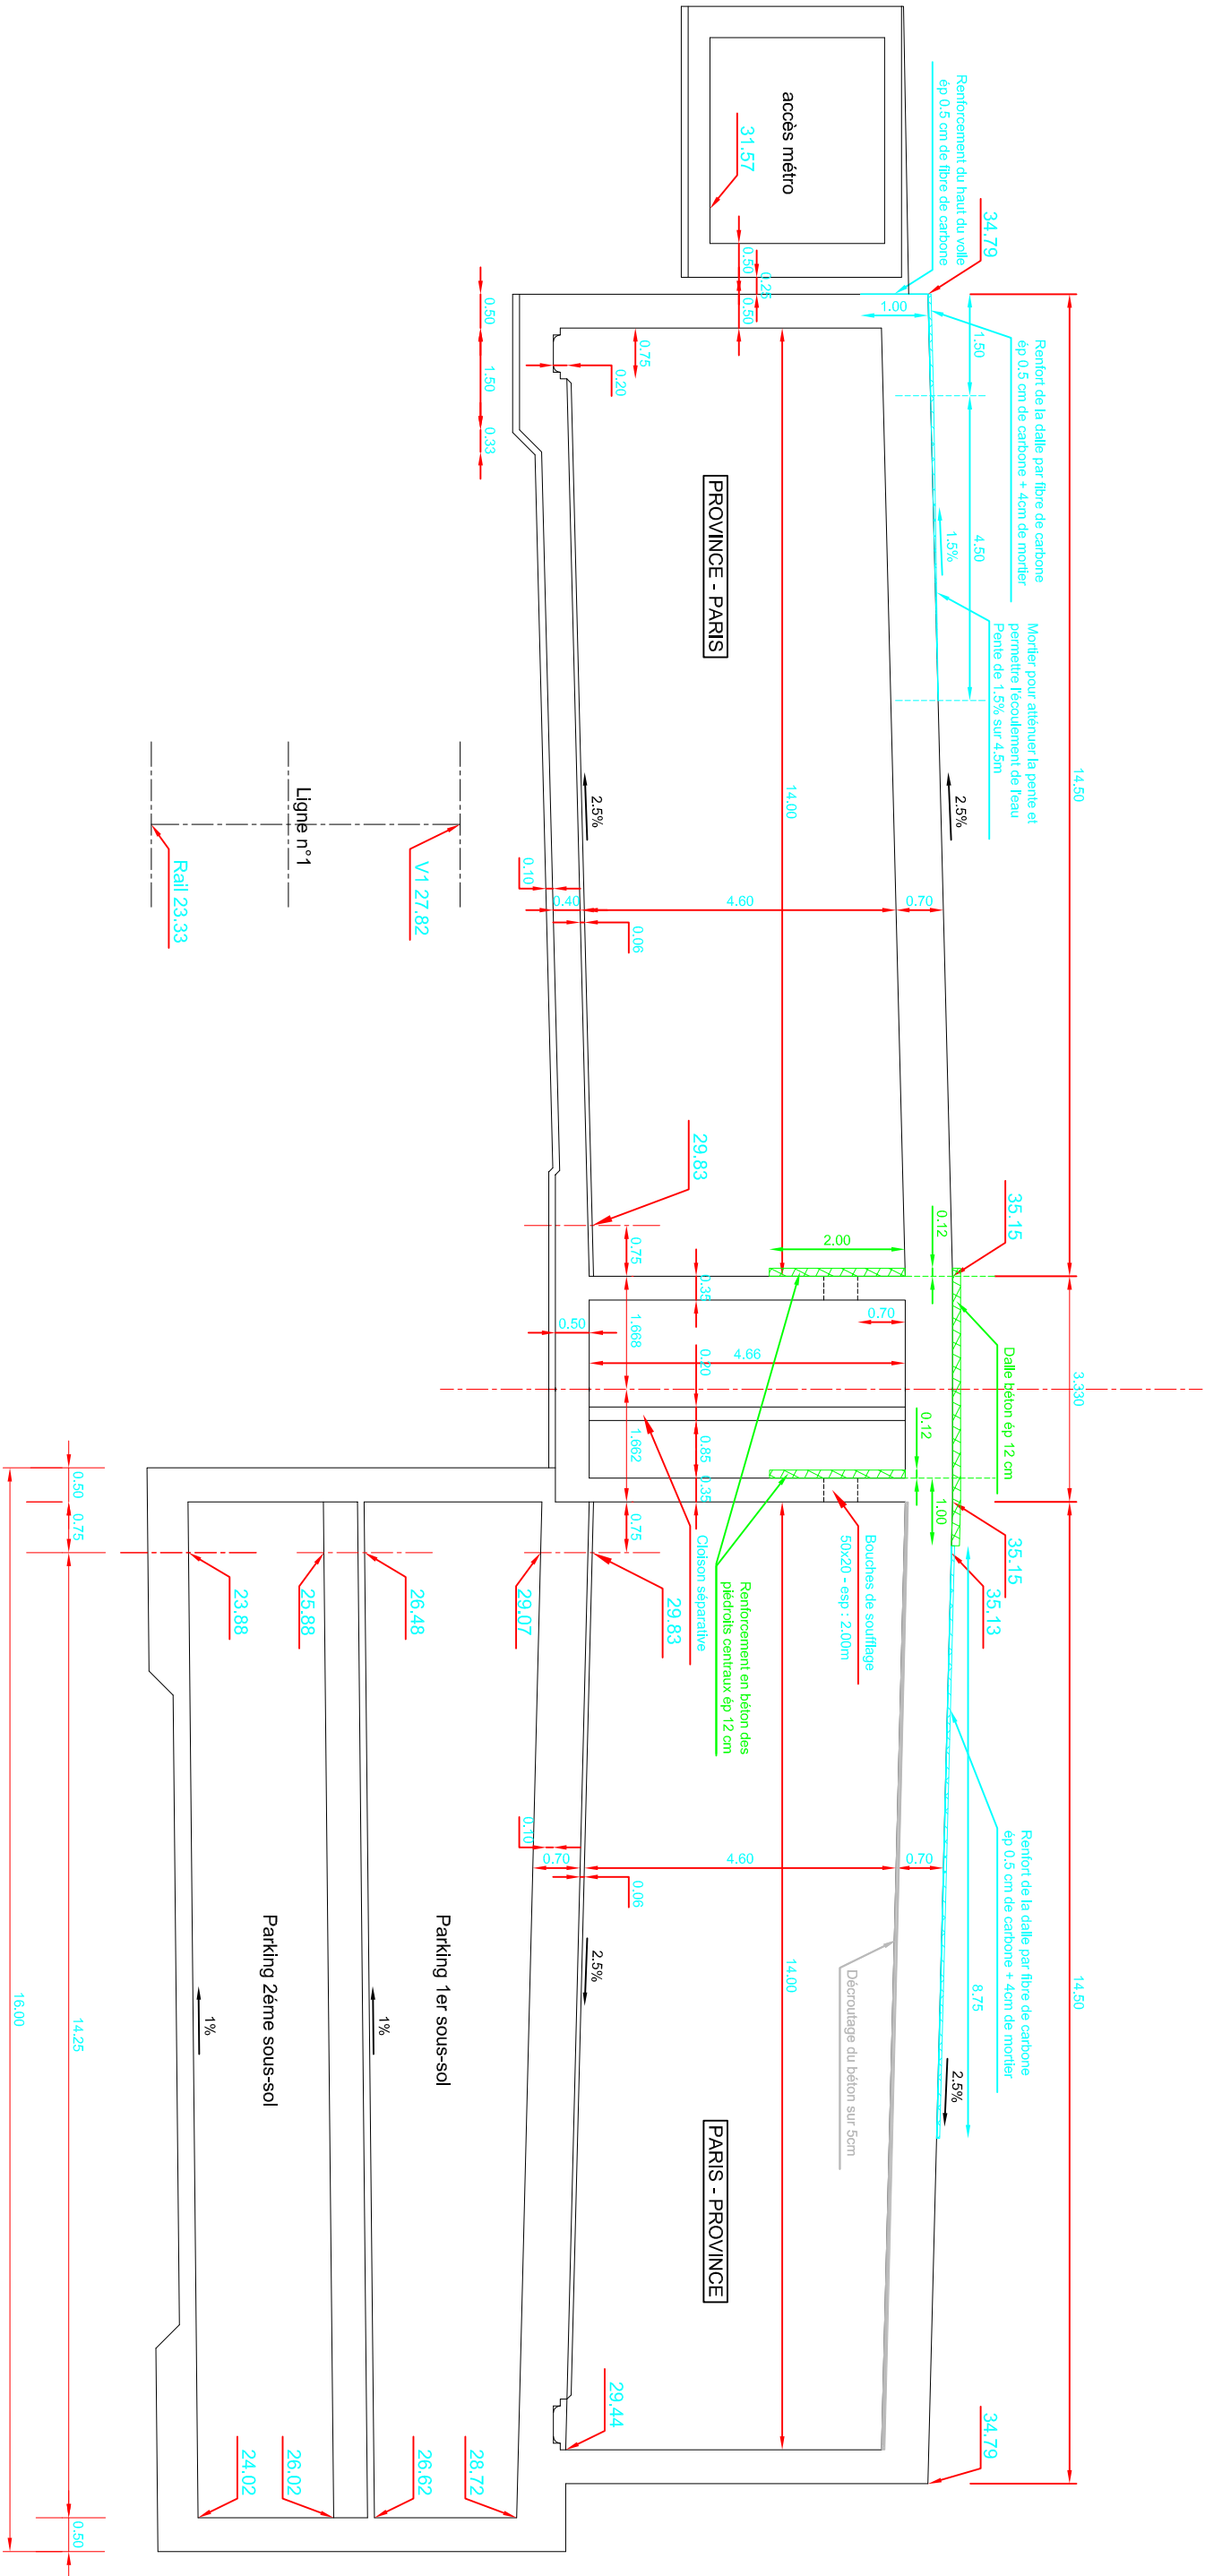 accès métro
31.57
Renforcement du haut du voile
ép 0.5 cm de fibre de carbone
34.79
0.50
0.25
0.50
1.00
1.50
Renfort de la dalle par fibre de carbone
ép 0.5 cm de carbone + 4cm de mortier
4.50
1.5%
Mortier pour atténuer la pente et
permettre l'écoulement de l'eau
Pente de 1.5% sur 4.5m
14.50
2.5%
0.50
1.50
0.33
0.75
0.20
PROVINCE - PARIS
14.00
2.5%
0.10
0.40
4.60
0.70
0.06
Ligne n°1
V1 27.82
Rail 23.33
29.83
0.75
35.15
0.12
2.00
0.35
0.70
1.668
0.50
4.66
0.20
3.330
Dalle béton ép 12 cm
1.662
0.85
0.12
0.35
1.00
0.75
Cloison séparative
Bouches de soufflage
50x20 - esp : 2.00m
Renforcement en béton des
piédroits centraux ép 12 cm
35.15
35.13
29.83
0.50
0.75
29.07
26.48
25.88
23.88
0.10
0.70
4.60
0.70
0.06
2.5%
14.00
Renfort de la dalle par fibre de carbone
ép 0.5 cm de carbone + 4cm de mortier
8.75
14.50
2.5%
Décroutage du béton sur 5cm
PARIS - PROVINCE
Parking 1er sous-sol
1%
Parking 2éme sous-sol
1%
14.25
16.00
34.79
29.44
28.72
26.62
26.02
24.02
0.50